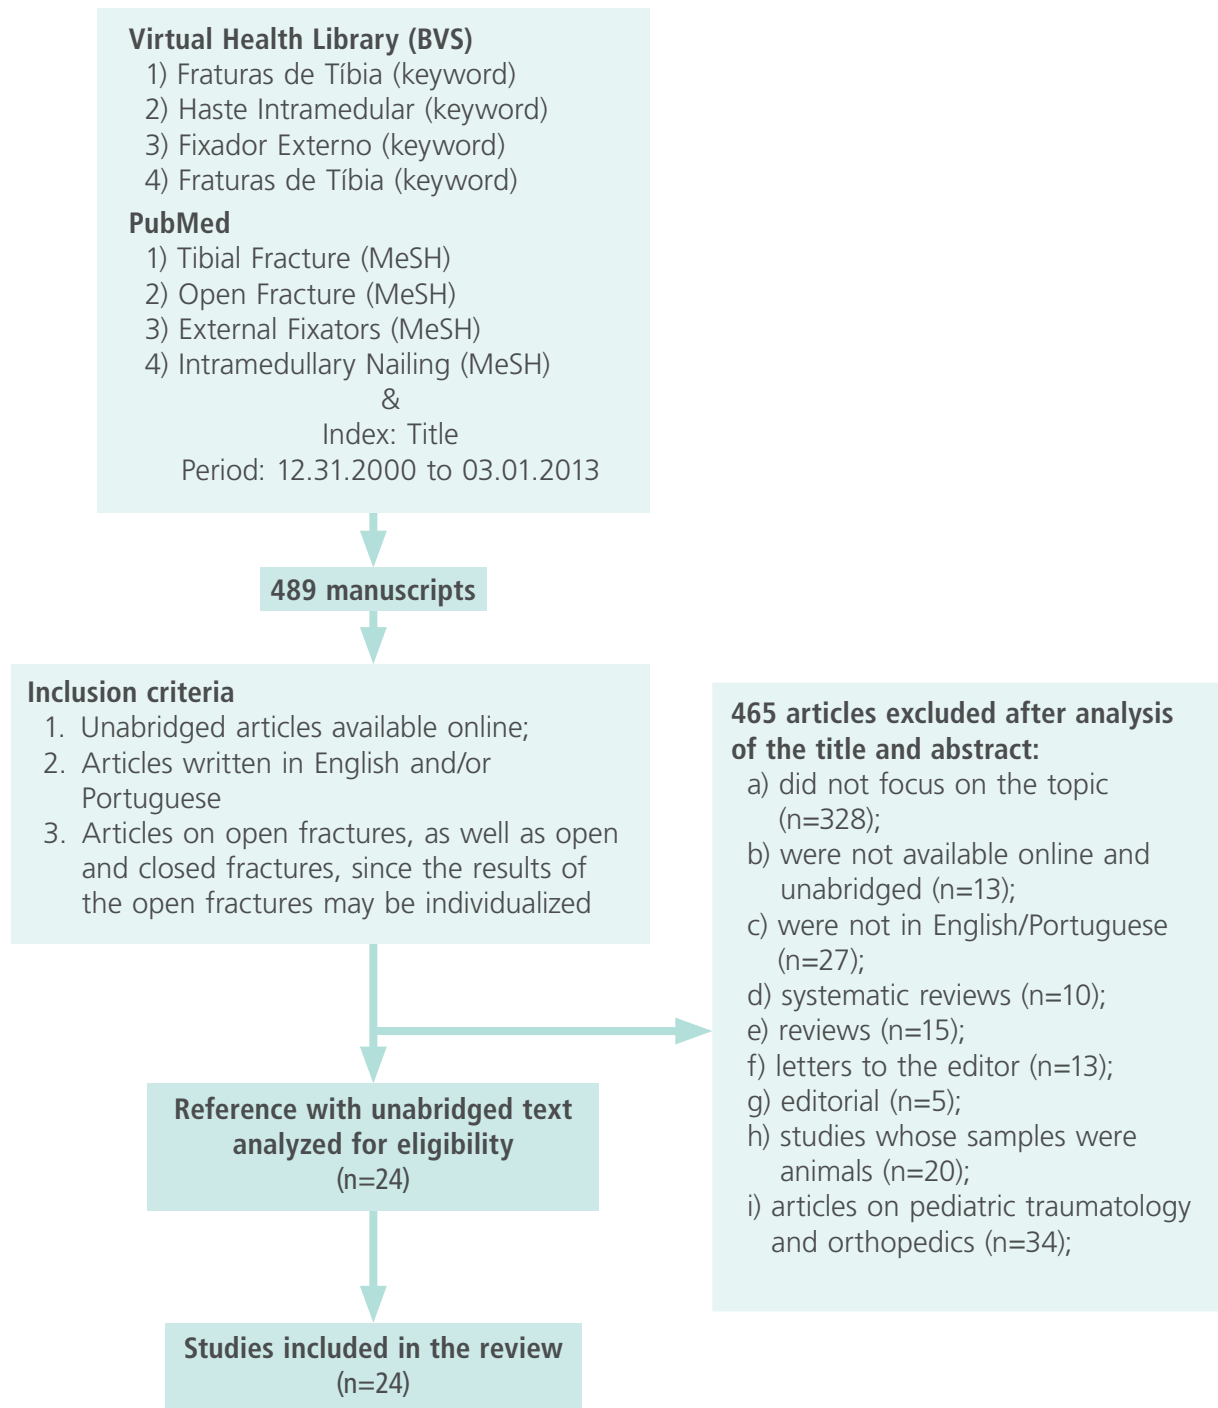 Virtual Health Library (BVS)
1) Fraturas de Tíbia (keyword)
2) Haste Intramedular (keyword)
3) Fixador Externo (keyword)
4) Fraturas de Tíbia (keyword)
PubMed
1) Tibial Fracture (MeSH)
2) Open Fracture (MeSH)
3) External Fixators (MeSH)
4) Intramedullary Nailing (MeSH)
&
Index: Title
Period: 12.31.2000 to 03.01.2013
489 manuscripts
Inclusion criteria
1. Unabridged articles available online;
2. Articles written in English and/or
Portuguese
3. Articles on open fractures, as well as open
and closed fractures, since the results of
the open fractures may be individualized
465 articles excluded after analysis
of the title and abstract:
a) did not focus on the topic
(n=328);
b) were not available online and
unabridged (n=13);
c) were not in English/Portuguese
(n=27);
d) systematic reviews (n=10);
e) reviews (n=15);
f) letters to the editor (n=13);
g) editorial (n=5);
h) studies whose samples were
animals (n=20);
i) articles on pediatric traumatology
and orthopedics (n=34);
Reference with unabridged text
analyzed for eligibility
(n=24)
Studies included in the review
(n=24)